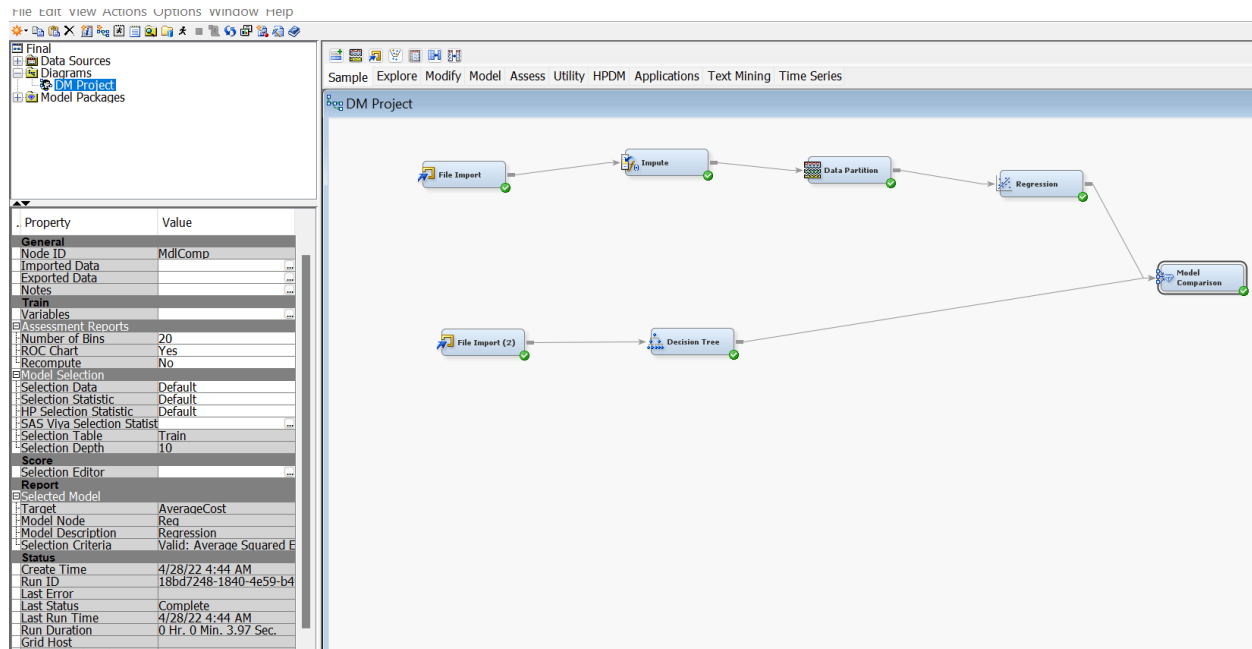 File Edit View Actions Options Window Help
Final
Data Sources
Diagrams
DM Project
Model Packages
. Property Value
General
Node ID MdlComp
Imported Data ...
Exported Data ...
Notes ...
Train
Variables ...
Assessment Reports
Number of Bins 20
ROC Chart Yes
Recompute No
Model Selection
Selection Data Default
Selection Statistic Default
HP Selection Statistic Default
SAS Viya Selection Statist ...
Selection Table Train
Selection Depth 10
Score
Selection Editor ...
Report
Selected Model
Target AverageCost
Model Node Reg
Model Description Regression
Selection Criteria Valid: Average Squared E
Status
Create Time 4/28/22 4:44 AM
Run ID 18bd7248-1840-4e59-b4
Last Error
Last Status Complete
Last Run Time 4/28/22 4:44 AM
Run Duration 0 Hr. 0 Min. 3.97 Sec.
Grid Host
Sample Explore Modify Model Assess Utility HPDM Applications Text Mining Time Series
DM Project
File Import
Impute
Data Partition
Regression
Model
Comparison
File Import (2)
Decision Tree